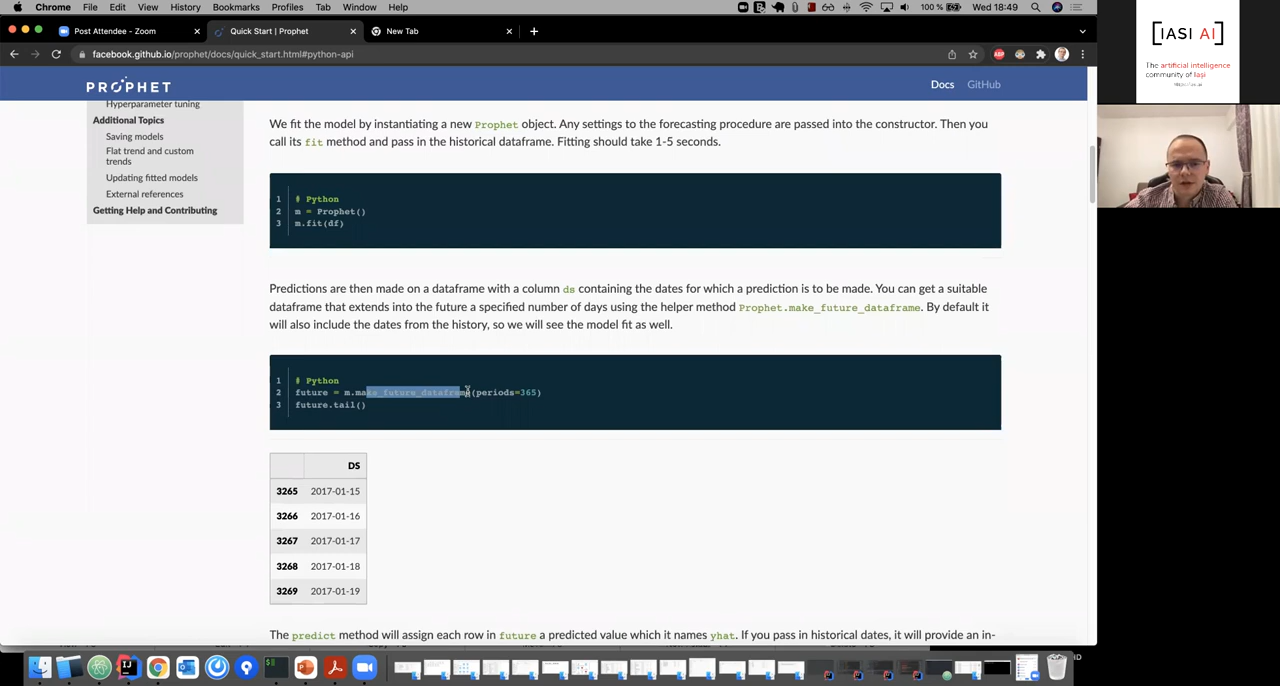 Chrome File Edit View History Bookmarks Profiles Tab Window Help
100 % Wed 18:49
Post Attendee - Zoom
Quick Start | Prophet
New Tab
facebook.github.io/prophet/docs/quick_start.html#python-api
ABP
PROPHET
Docs GitHub
[IASI AI]
The artificial intelligence
community of Iași
Hyperparameter tuning
Additional Topics
Saving models
Flat trend and custom
trends
Updating fitted models
External references
Getting Help and Contributing
We fit the model by instantiating a new Prophet object. Any settings to the forecasting procedure are passed into the constructor. Then you
call its fit method and pass in the historical dataframe. Fitting should take 1-5 seconds.
1 # Python
2 m = Prophet()
3 m.fit(df)
Predictions are then made on a dataframe with a column ds containing the dates for which a prediction is to be made. You can get a suitable
dataframe that extends into the future a specified number of days using the helper method Prophet.make_future_dataframe. By default it
will also include the dates from the history, so we will see the model fit as well.
1 # Python
2 future = m.make_future_dataframe(periods=365)
3 future.tail()
DS
3265 2017-01-15
3266 2017-01-16
3267 2017-01-17
3268 2017-01-18
3269 2017-01-19
The predict method will assign each row in future a predicted value which it names yhat. If you pass in historical dates, it will provide an in-